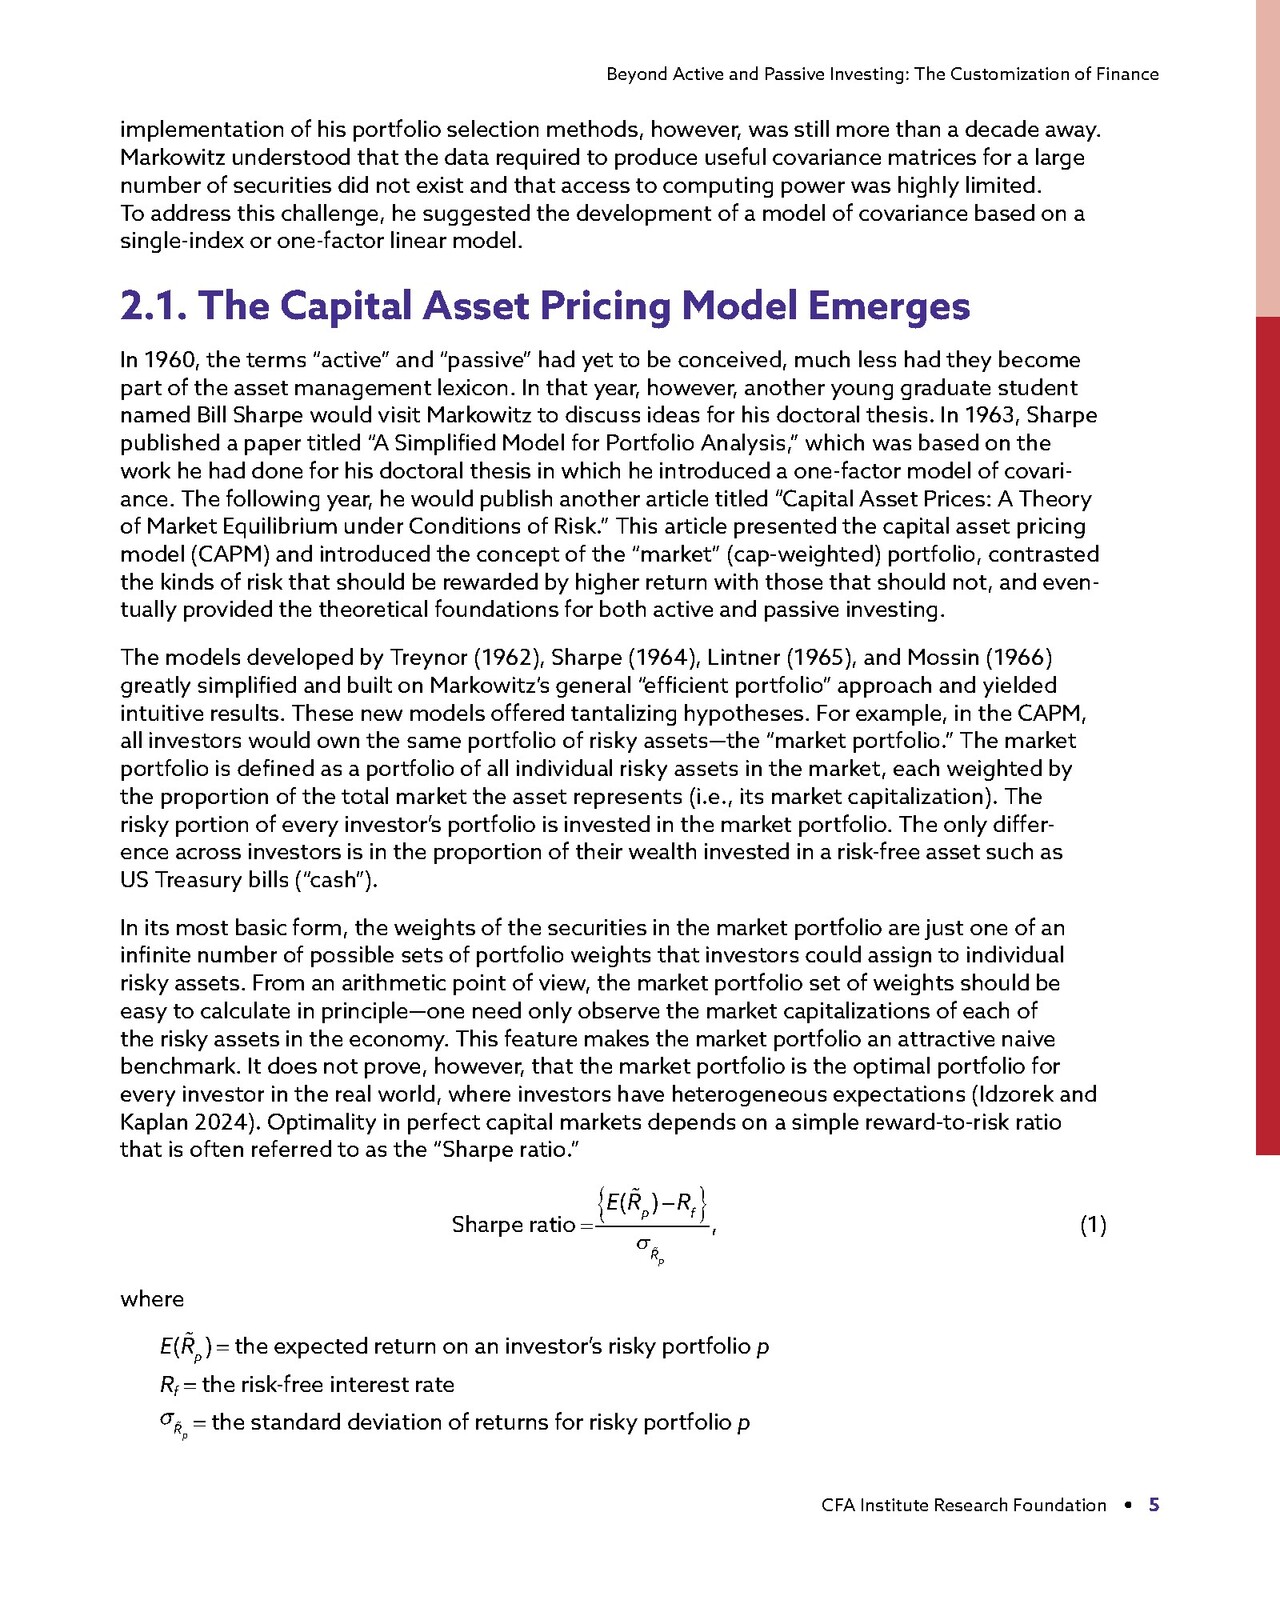 Beyond Active and Passive Investing: The Customization of Finance
implementation of his portfolio selection methods, however, was still more than a decade away.
Markowitz understood that the data required to produce useful covariance matrices for a large
number of securities did not exist and that access to computing power was highly limited.
To address this challenge, he suggested the development of a model of covariance based on a
single-index or one-factor linear model.
2.1. The Capital Asset Pricing Model Emerges
In 1960, the terms “active” and “passive” had yet to be conceived, much less had they become
part of the asset management lexicon. In that year, however, another young graduate student
named Bill Sharpe would visit Markowitz to discuss ideas for his doctoral thesis. In 1963, Sharpe
published a paper titled “A Simplified Model for Portfolio Analysis,” which was based on the
work he had done for his doctoral thesis in which he introduced a one-factor model of covari-
ance. The following year, he would publish another article titled “Capital Asset Prices: A Theory
of Market Equilibrium under Conditions of Risk.” This article presented the capital asset pricing
model (CAPM) and introduced the concept of the “market” (cap-weighted) portfolio, contrasted
the kinds of risk that should be rewarded by higher return with those that should not, and even-
tually provided the theoretical foundations for both active and passive investing.
The models developed by Treynor (1962), Sharpe (1964), Lintner (1965), and Mossin (1966)
greatly simplified and built on Markowitz’s general “efficient portfolio” approach and yielded
intuitive results. These new models offered tantalizing hypotheses. For example, in the CAPM,
all investors would own the same portfolio of risky assets—the “market portfolio.” The market
portfolio is defined as a portfolio of all individual risky assets in the market, each weighted by
the proportion of the total market the asset represents (i.e., its market capitalization). The
risky portion of every investor’s portfolio is invested in the market portfolio. The only differ-
ence across investors is in the proportion of their wealth invested in a risk-free asset such as
US Treasury bills (“cash”).
In its most basic form, the weights of the securities in the market portfolio are just one of an
infinite number of possible sets of portfolio weights that investors could assign to individual
risky assets. From an arithmetic point of view, the market portfolio set of weights should be
easy to calculate in principle—one need only observe the market capitalizations of each of
the risky assets in the economy. This feature makes the market portfolio an attractive naive
benchmark. It does not prove, however, that the market portfolio is the optimal portfolio for
every investor in the real world, where investors have heterogeneous expectations (Idzorek and
Kaplan 2024). Optimality in perfect capital markets depends on a simple reward-to-risk ratio
that is often referred to as the “Sharpe ratio.”
Sharpe ratio = {E(R̃p) − Rf} / σR̃p, (1)
where
E(R̃p) = the expected return on an investor’s risky portfolio p
Rf = the risk-free interest rate
σR̃p = the standard deviation of returns for risky portfolio p
CFA Institute Research Foundation • 5